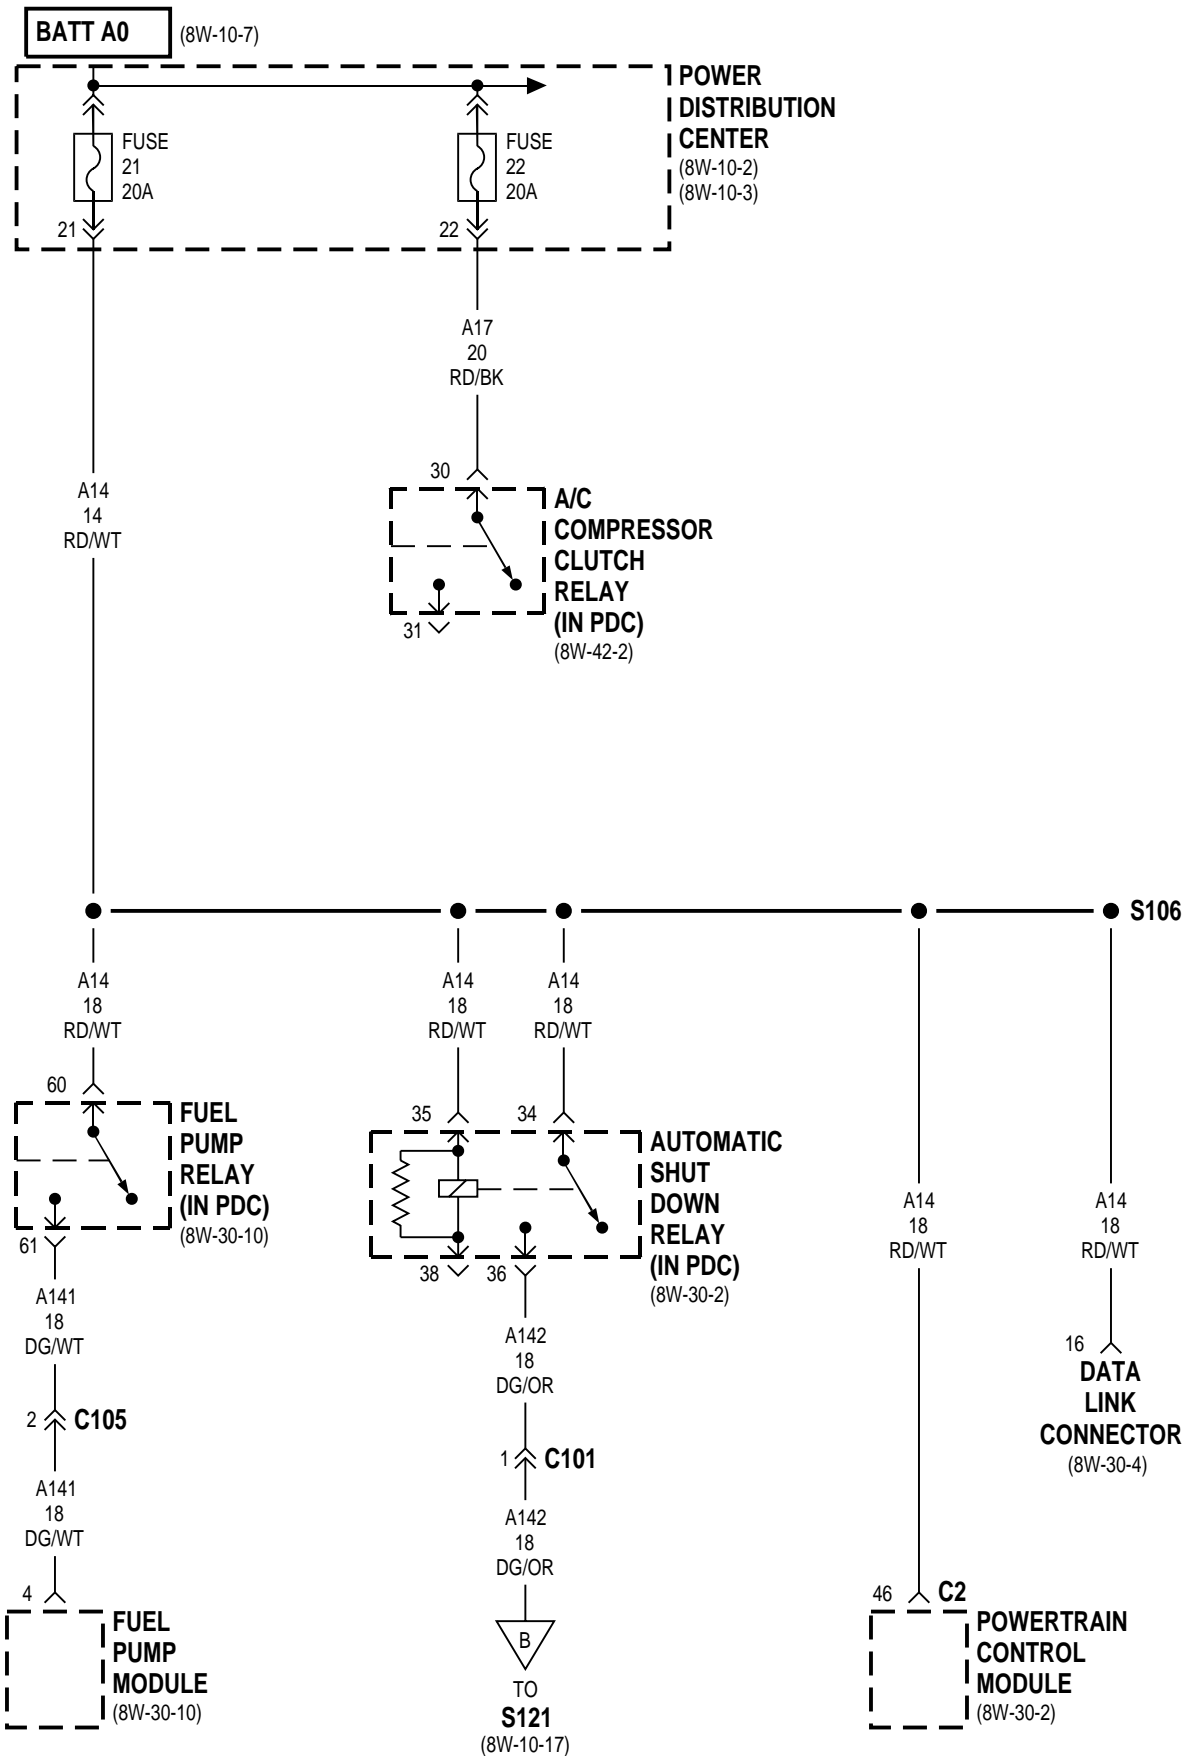 BATT A0
(8W-10-7)
POWER
DISTRIBUTION
CENTER
(8W-10-2)
(8W-10-3)
FUSE
21
20A
21
FUSE
22
20A
22
A17
20
RD/BK
A14
14
RD/WT
30
A/C
COMPRESSOR
CLUTCH
RELAY
(IN PDC)
(8W-42-2)
31
S106
A14
18
RD/WT
A14
18
RD/WT
A14
18
RD/WT
60
FUEL
PUMP
RELAY
(IN PDC)
(8W-30-10)
61
35
34
AUTOMATIC
SHUT
DOWN
RELAY
(IN PDC)
(8W-30-2)
38
36
A14
18
RD/WT
A14
18
RD/WT
A141
18
DG/WT
A142
18
DG/OR
16
DATA
LINK
CONNECTOR
(8W-30-4)
2
C105
1
C101
A141
18
DG/WT
A142
18
DG/OR
4
FUEL
PUMP
MODULE
(8W-30-10)
B
TO
S121
(8W-10-17)
46
C2
POWERTRAIN
CONTROL
MODULE
(8W-30-2)